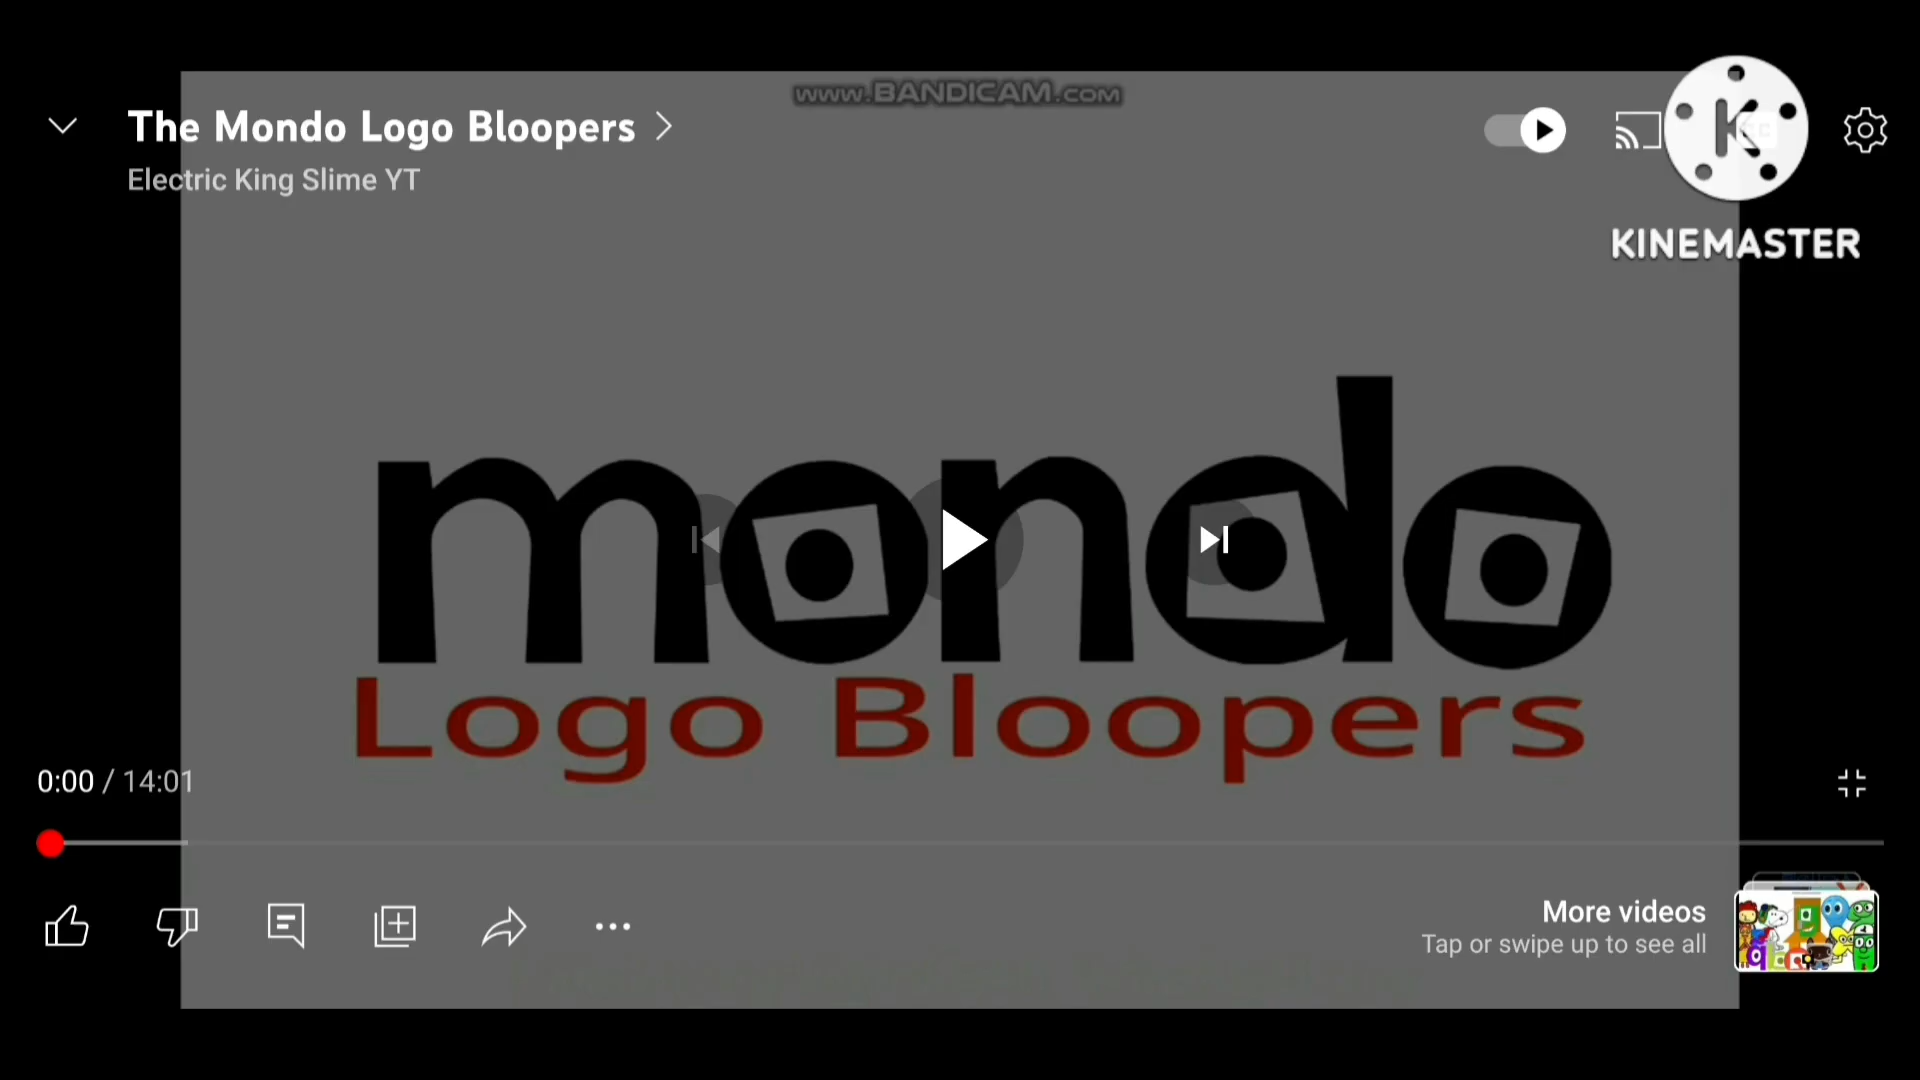 www.BANDICAM.com
The Mondo Logo Bloopers
Electric King Slime YT
KINEMASTER
mondo
Logo Bloopers
0:00 / 14:01
More videos
Tap or swipe up to see all